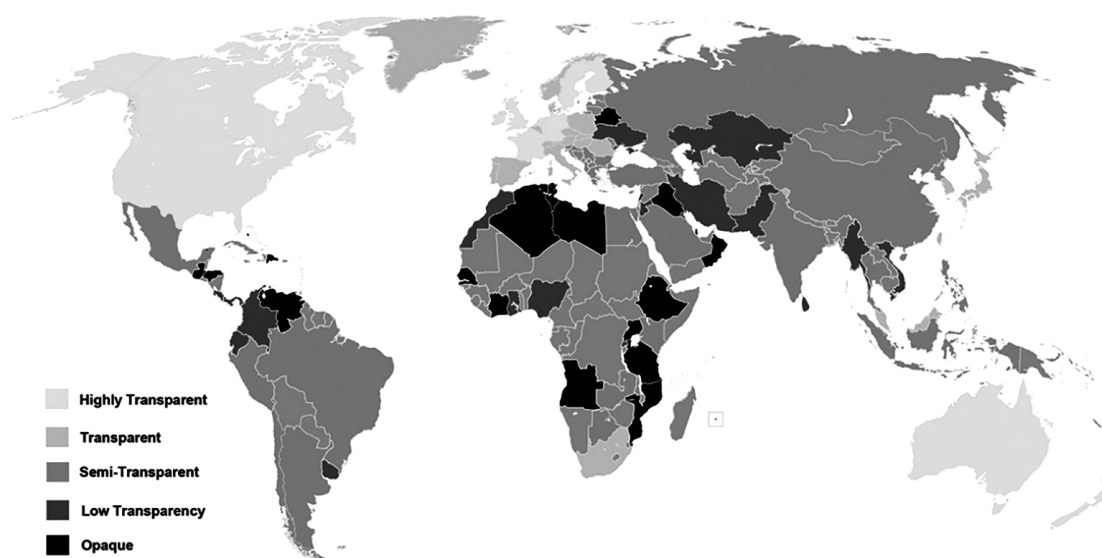 Highly Transparent
Transparent
Semi-Transparent
Low Transparency
Opaque